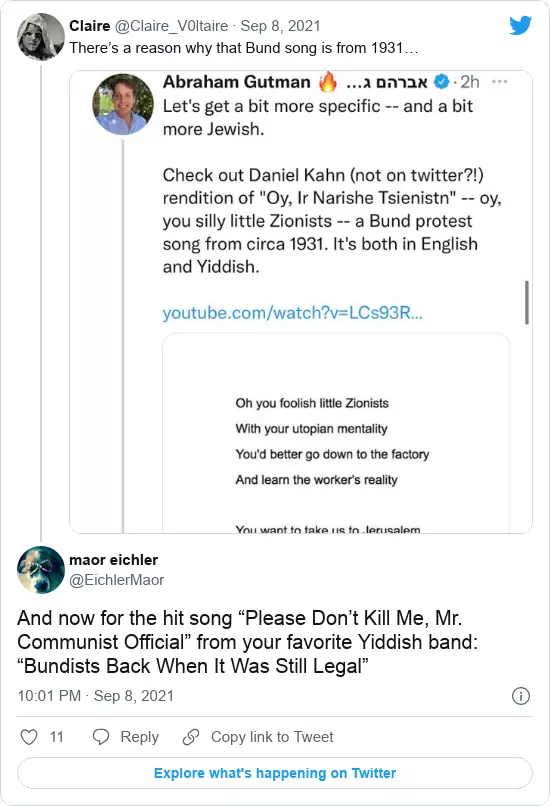 Claire @Claire_V0ltaire · Sep 8, 2021
There’s a reason why that Bund song is from 1931…
Abraham Gutman 🔥 אברהם ג... · 2h ···
Let's get a bit more specific -- and a bit
more Jewish.
Check out Daniel Kahn (not on twitter?!)
rendition of "Oy, Ir Narishe Tsienistn" -- oy,
you silly little Zionists -- a Bund protest
song from circa 1931. It's both in English
and Yiddish.
youtube.com/watch?v=LCs93R...
Oh you foolish little Zionists
With your utopian mentality
You'd better go down to the factory
And learn the worker's reality
You want to take us to Jerusalem
maor eichler
@EichlerMaor
And now for the hit song “Please Don’t Kill Me, Mr.
Communist Official” from your favorite Yiddish band:
“Bundists Back When It Was Still Legal”
10:01 PM · Sep 8, 2021
11 Reply Copy link to Tweet
Explore what's happening on Twitter